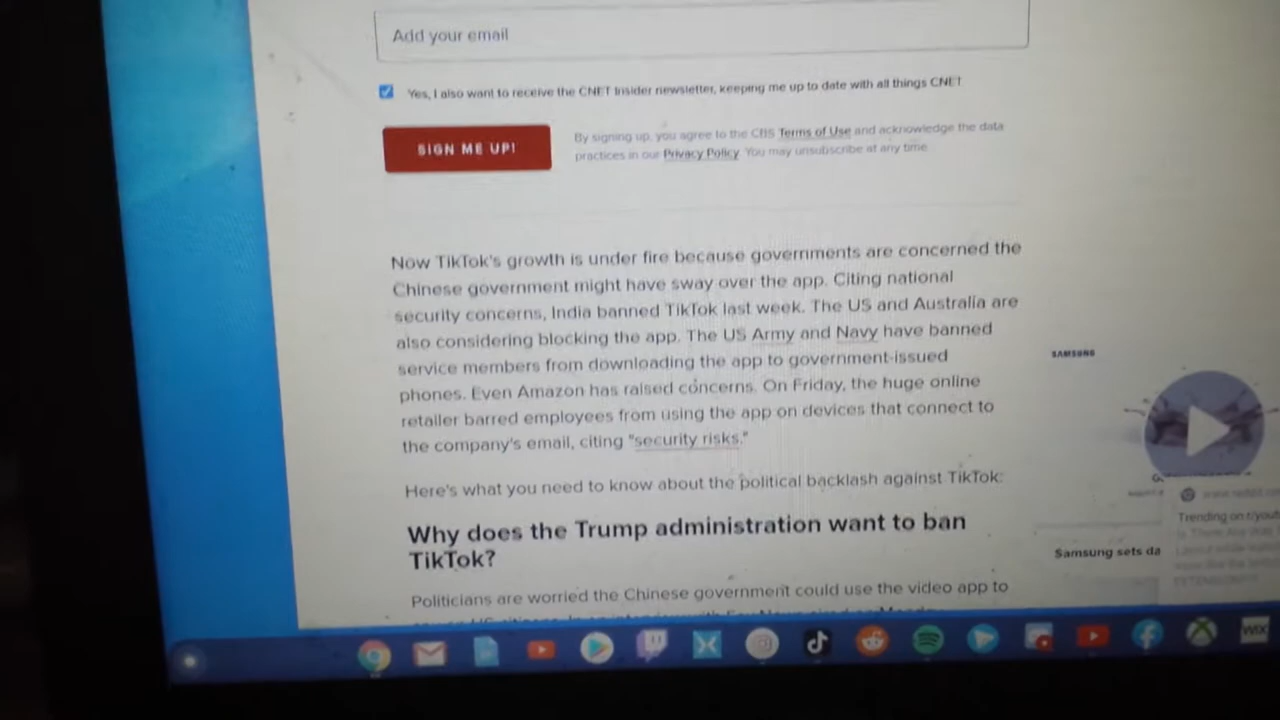 Add your email
Yes, I also want to receive the CNET Insider newsletter, keeping me up to date with all things CNET
SIGN ME UP!
By signing up, you agree to the CBS Terms of Use and acknowledge the data
practices in our Privacy Policy. You may unsubscribe at any time.
Now TikTok's growth is under fire because governments are concerned the
Chinese government might have sway over the app. Citing national
security concerns, India banned TikTok last week. The US and Australia are
also considering blocking the app. The US Army and Navy have banned
service members from downloading the app to government-issued
phones. Even Amazon has raised concerns. On Friday, the huge online
retailer barred employees from using the app on devices that connect to
the company's email, citing "security risks."
Here's what you need to know about the political backlash against TikTok:
Why does the Trump administration want to ban
TikTok?
Politicians are worried the Chinese government could use the video app to
SAMSUNG
Trending on r/yout
Samsung sets da
WIX